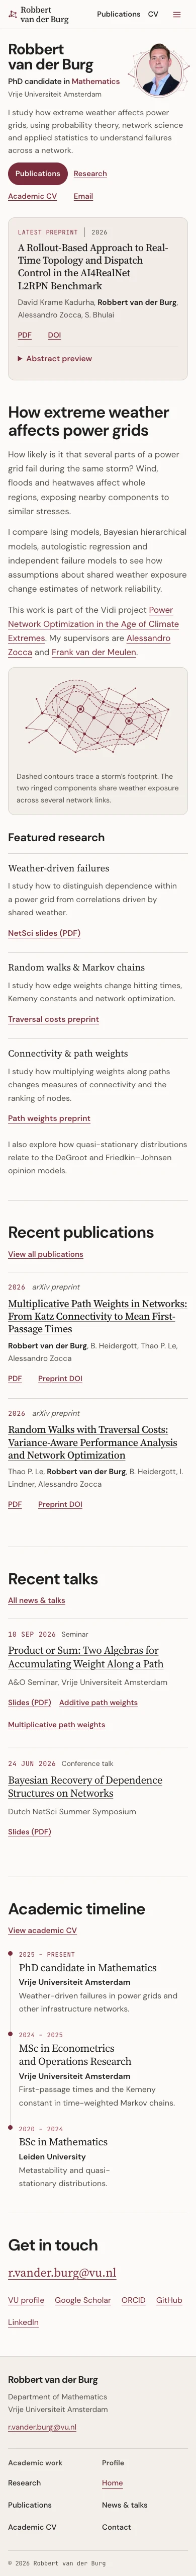 Robbert
van der Burg
Publications CV
Robbert
van der Burg
PhD candidate in Mathematics
Vrije Universiteit Amsterdam
I study how extreme weather affects power
grids, using probability theory, network science
and optimization to understand how failures
across a network.
Publications Research
Academic CV Email
LATEST PREPRINT | 2026
A Rollout-Based Approach to Real-
Time Topology and Dispatch
Control in the AI4RealNet
L2RPN Benchmark
David Krame Kadurha, Robbert van der Burg,
Alessandro Zocca, S. Bhulai
PDF DOI
Abstract preview
How extreme weather
affects power grids
How likely is it that several parts of a power
grid fail during the same storm? Wind,
floods and heatwaves affect whole
regions, exposing nearby components to
similar stresses.
I compare Ising models, Bayesian hierarchical
models, autologistic regression and
independent failure models to see how
assumptions about shared weather exposure
change estimates of network reliability.
This work is part of the Vidi project Power
Network Optimization in the Age of Climate
Extremes. My supervisors are Alessandro
Zocca and Frank van der Meulen.
Dashed contours trace a storm's footprint. The
two ringed components share weather exposure
across several network links.
Featured research
Weather-driven failures
I study how to distinguish dependence within
a power grid from correlations driven by
shared weather.
NetSci slides (PDF)
Random walks & Markov chains
I study how edge weights change hitting times,
Kemeny constants and network optimization.
Traversal costs preprint
Connectivity & path weights
I study how multiplying weights along paths
changes measures of connectivity and the
ranking of nodes.
Path weights preprint
I also explore how quasi-stationary distributions
relate to the DeGroot and Friedkin–Johnsen
opinion models.
Recent publications
View all publications
2026 arXiv preprint
Multiplicative Path Weights in Networks:
From Katz Connectivity to Mean First-
Passage Times
Robbert van der Burg, B. Heidergott, Thao P. Le,
Alessandro Zocca
PDF Preprint DOI
2026 arXiv preprint
Random Walks with Traversal Costs:
Variance-Aware Performance Analysis
and Network Optimization
Thao P. Le, Robbert van der Burg, B. Heidergott, I.
Lindner, Alessandro Zocca
PDF Preprint DOI
Recent talks
All news & talks
10 SEP 2026 Seminar
Product or Sum: Two Algebras for
Accumulating Weight Along a Path
A&O Seminar, Vrije Universiteit Amsterdam
Slides (PDF) Additive path weights
Multiplicative path weights
24 JUN 2026 Conference talk
Bayesian Recovery of Dependence
Structures on Networks
Dutch NetSci Summer Symposium
Slides (PDF)
Academic timeline
View academic CV
2025 – PRESENT
PhD candidate in Mathematics
Vrije Universiteit Amsterdam
Weather-driven failures in power grids and
other infrastructure networks.
2024 – 2025
MSc in Econometrics
and Operations Research
Vrije Universiteit Amsterdam
First-passage times and the Kemeny
constant in time-weighted Markov chains.
2020 – 2024
BSc in Mathematics
Leiden University
Metastability and quasi-
stationary distributions.
Get in touch
r.vander.burg@vu.nl
VU profile Google Scholar ORCID GitHub
LinkedIn
Robbert van der Burg
Department of Mathematics
Vrije Universiteit Amsterdam
r.vander.burg@vu.nl
Academic work Profile
Research Home
Publications News & talks
Academic CV Contact
© 2026 Robbert van der Burg